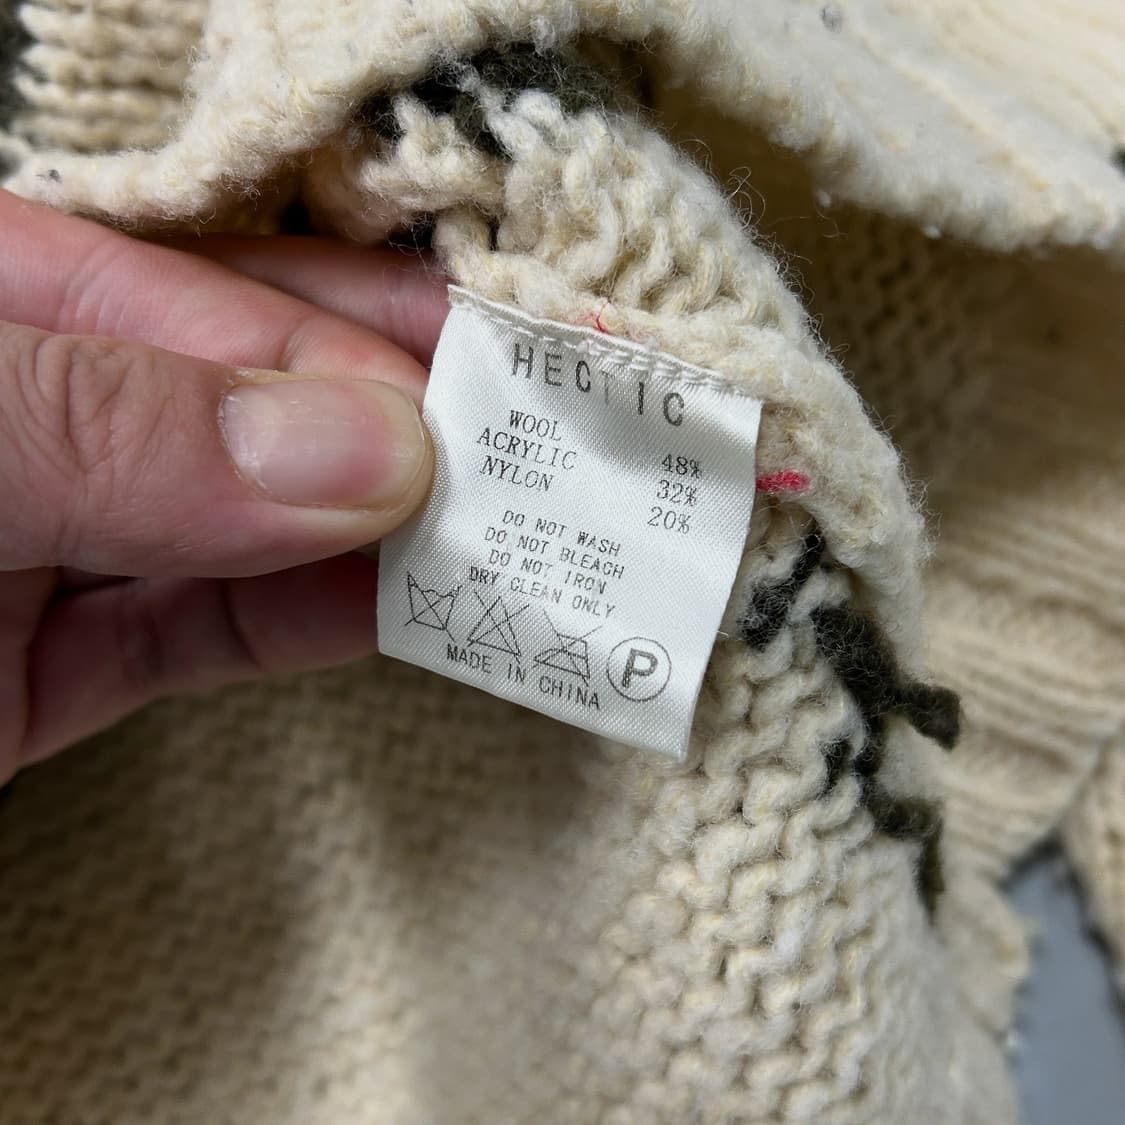 HECTIC
WOOL 48%
ACRYLIC 32%
NYLON 20%
DO NOT WASH
DO NOT BLEACH
DO NOT IRON
DRY CLEAN ONLY
P
MADE IN CHINA